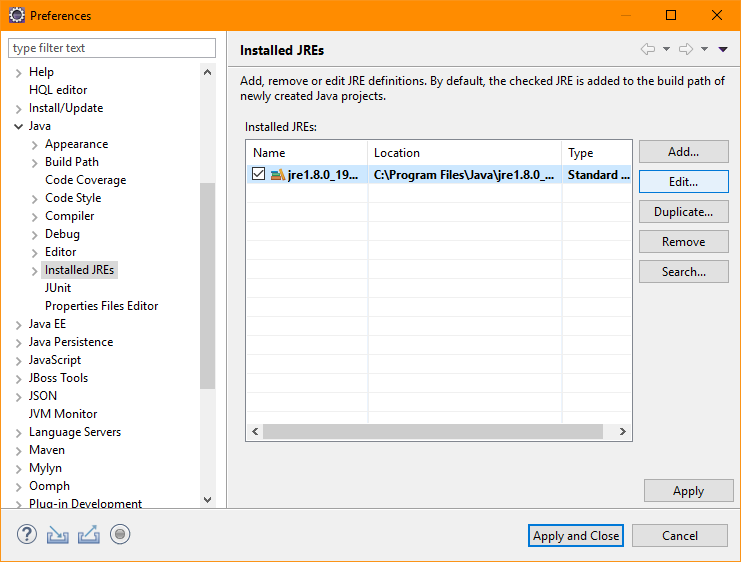 Preferences
type filter text
Help
HQL editor
Install/Update
Java
Appearance
Build Path
Code Coverage
Code Style
Compiler
Debug
Editor
Installed JREs
JUnit
Properties Files Editor
Java EE
Java Persistence
JavaScript
JBoss Tools
JSON
JVM Monitor
Language Servers
Maven
Mylyn
Oomph
Plug-in Development
Installed JREs
Add, remove or edit JRE definitions. By default, the checked JRE is added to the build path of
newly created Java projects.
Installed JREs:
Name Location Type
jre1.8.0_19... C:\Program Files\Java\jre1.8.0_... Standard ...
Add...
Edit...
Duplicate...
Remove
Search...
Apply
? Apply and Close Cancel